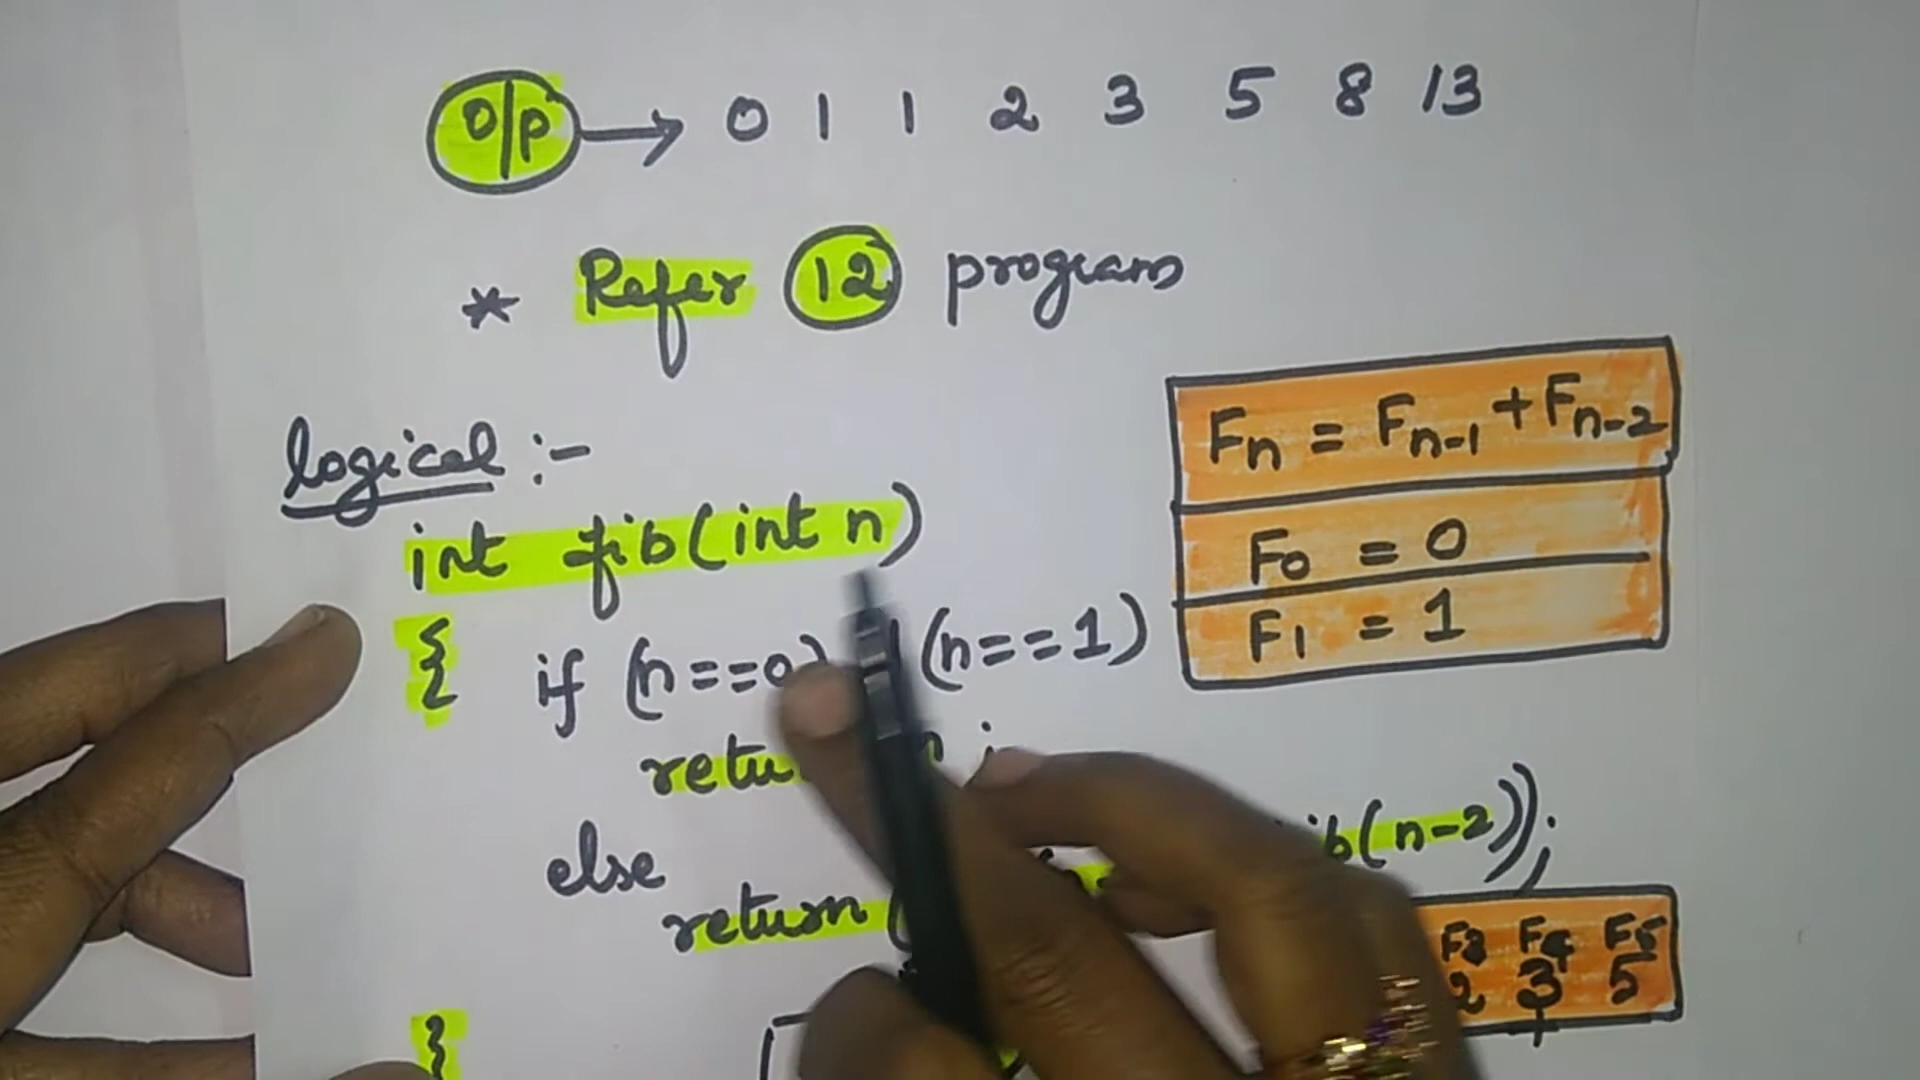 O/P → 0 1 1 2 3 5 8 13
* Refer 12 program
logical :-
int fib(int n)
{ if (n==0) (n==1)
;
else
return (
ib(n-2));
}
Fn = Fn-1 + Fn-2
F0 = 0
F1 = 1
F3 F4 F5
2 3 5